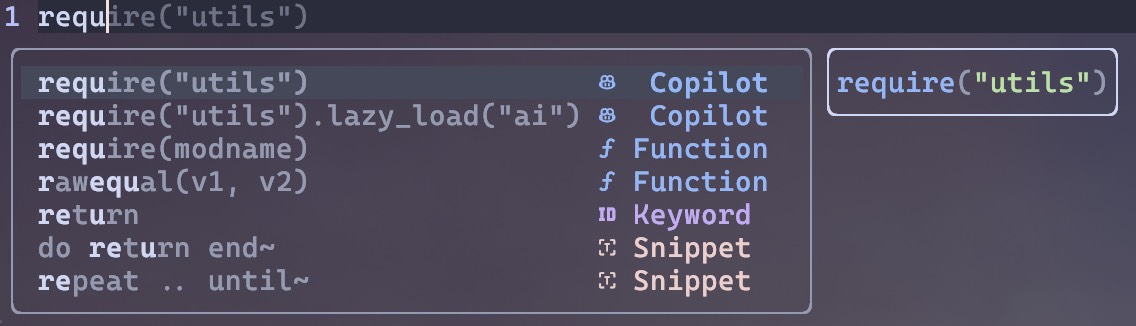 1 require("utils")
require("utils") Copilot
require("utils").lazy_load("ai") Copilot
require(modname) f Function
rawequal(v1, v2) f Function
return ID Keyword
do return end~ T Snippet
repeat .. until~ T Snippet
require("utils")